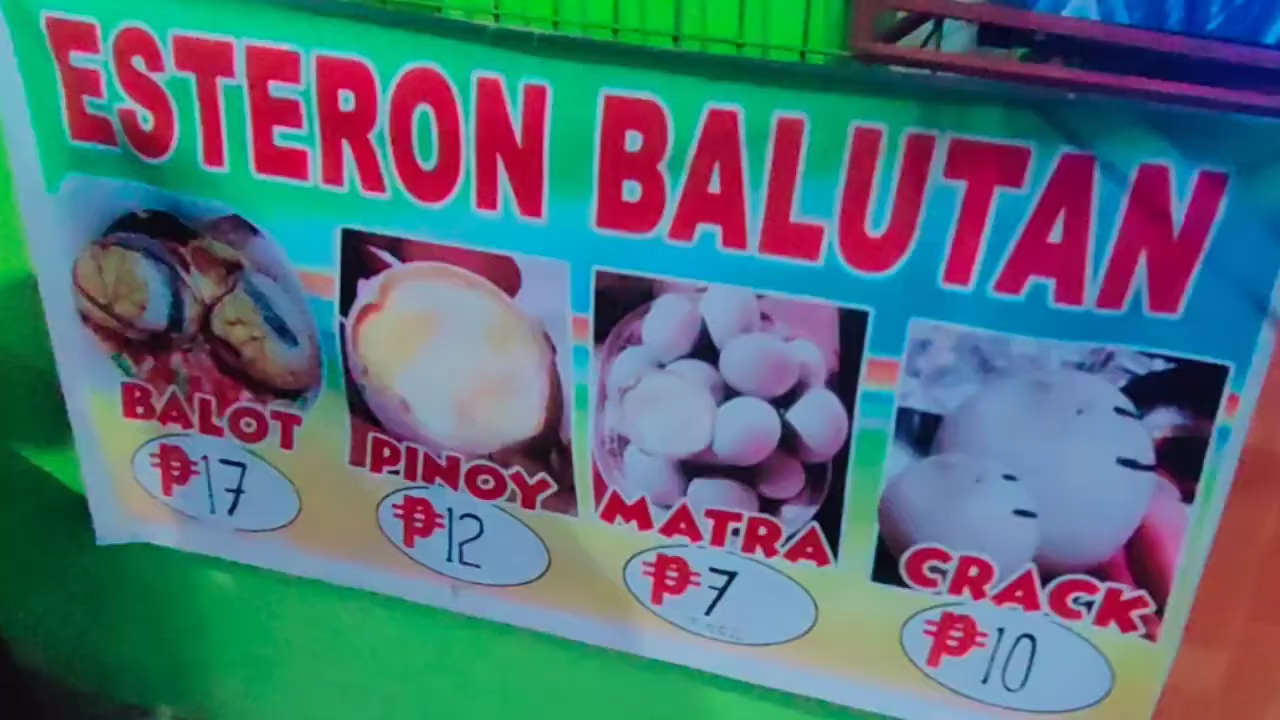 ESTERON BALUTAN
BALOT
₱17
PINOY
₱12
MATRA
₱7
CRACK
₱10